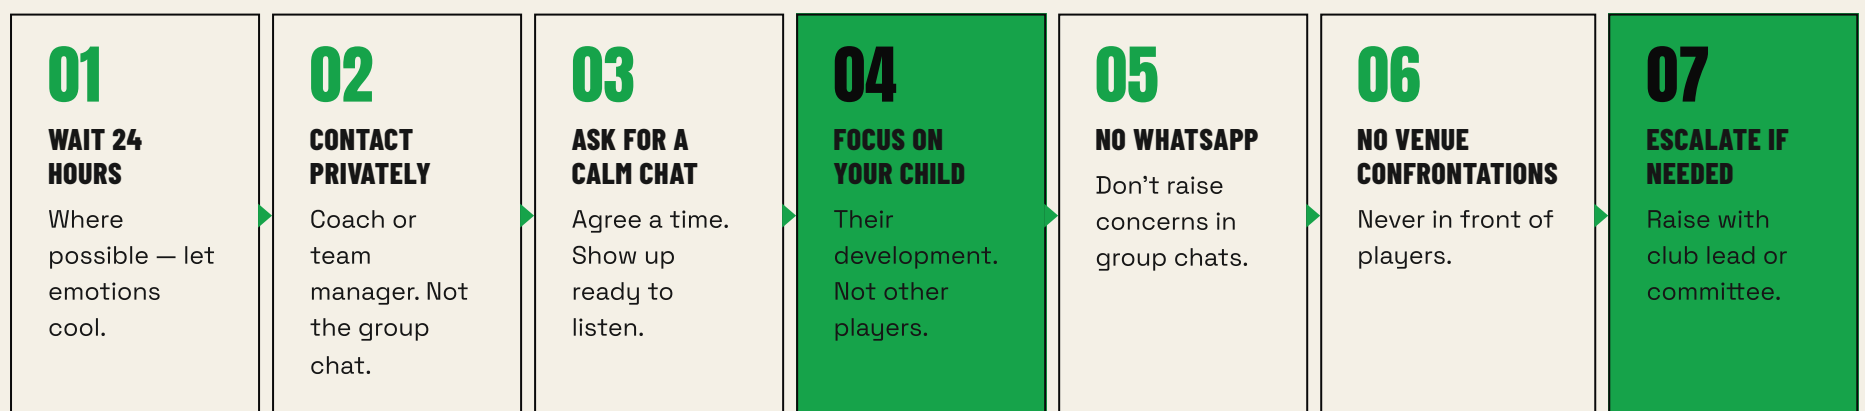 01
WAIT 24
HOURS
Where
possible — let
emotions
cool.
02
CONTACT
PRIVATELY
Coach or
team
manager. Not
the group
chat.
03
ASK FOR A
CALM CHAT
Agree a time.
Show up
ready to
listen.
04
FOCUS ON
YOUR CHILD
Their
development.
Not other
players.
05
NO WHATSAPP
Don't raise
concerns in
group chats.
06
NO VENUE
CONFRONTATIONS
Never in front of
players.
07
ESCALATE IF
NEEDED
Raise with
club lead or
committee.